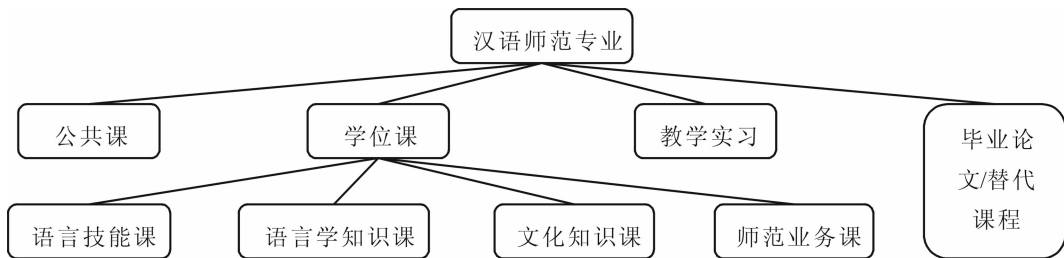 汉语师范专业
公共课
学位课
教学实习
毕业论
文/替代
课程
语言技能课
语言学知识课
文化知识课
师范业务课